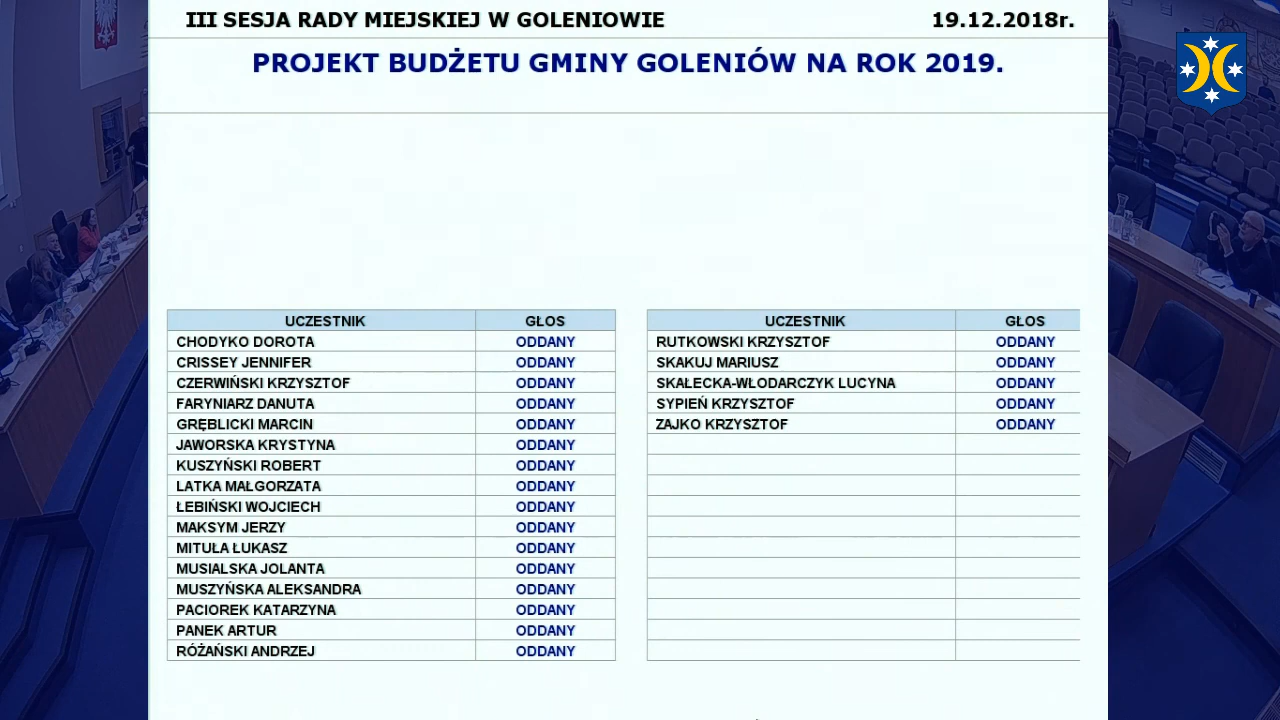 III SESJA RADY MIEJSKIEJ W GOLENIOWIE 19.12.2018r.
PROJEKT BUDŻETU GMINY GOLENIÓW NA ROK 2019.
UCZESTNIK GŁOS
CHODYKO DOROTA ODDANY
CRISSEY JENNIFER ODDANY
CZERWIŃSKI KRZYSZTOF ODDANY
FARYNIARZ DANUTA ODDANY
GRĘBLICKI MARCIN ODDANY
JAWORSKA KRYSTYNA ODDANY
KUSZYŃSKI ROBERT ODDANY
LATKA MAŁGORZATA ODDANY
ŁEBIŃSKI WOJCIECH ODDANY
MAKSYM JERZY ODDANY
MITUŁA ŁUKASZ ODDANY
MUSIALSKA JOLANTA ODDANY
MUSZYŃSKA ALEKSANDRA ODDANY
PACIOREK KATARZYNA ODDANY
PANEK ARTUR ODDANY
RÓŻAŃSKI ANDRZEJ ODDANY
UCZESTNIK GŁOS
RUTKOWSKI KRZYSZTOF ODDANY
SKAKUJ MARIUSZ ODDANY
SKAŁECKA-WŁODARCZYK LUCYNA ODDANY
SYPIEŃ KRZYSZTOF ODDANY
ZAJKO KRZYSZTOF ODDANY